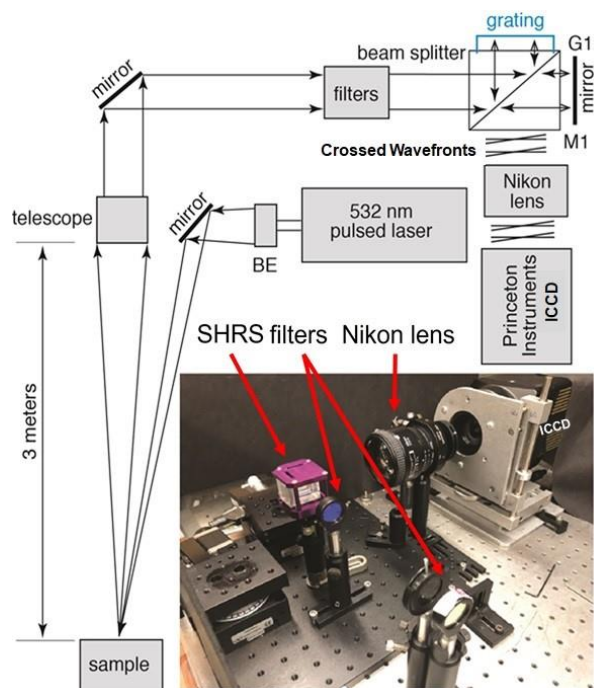 grating
beam splitter
G1
mirror
filters
mirror
M1
Crossed Wavefronts
Nikon
lens
telescope
mirror
532 nm
pulsed laser
BE
Princeton
Instruments
ICCD
3 meters
SHRS filters
Nikon lens
ICCD
sample